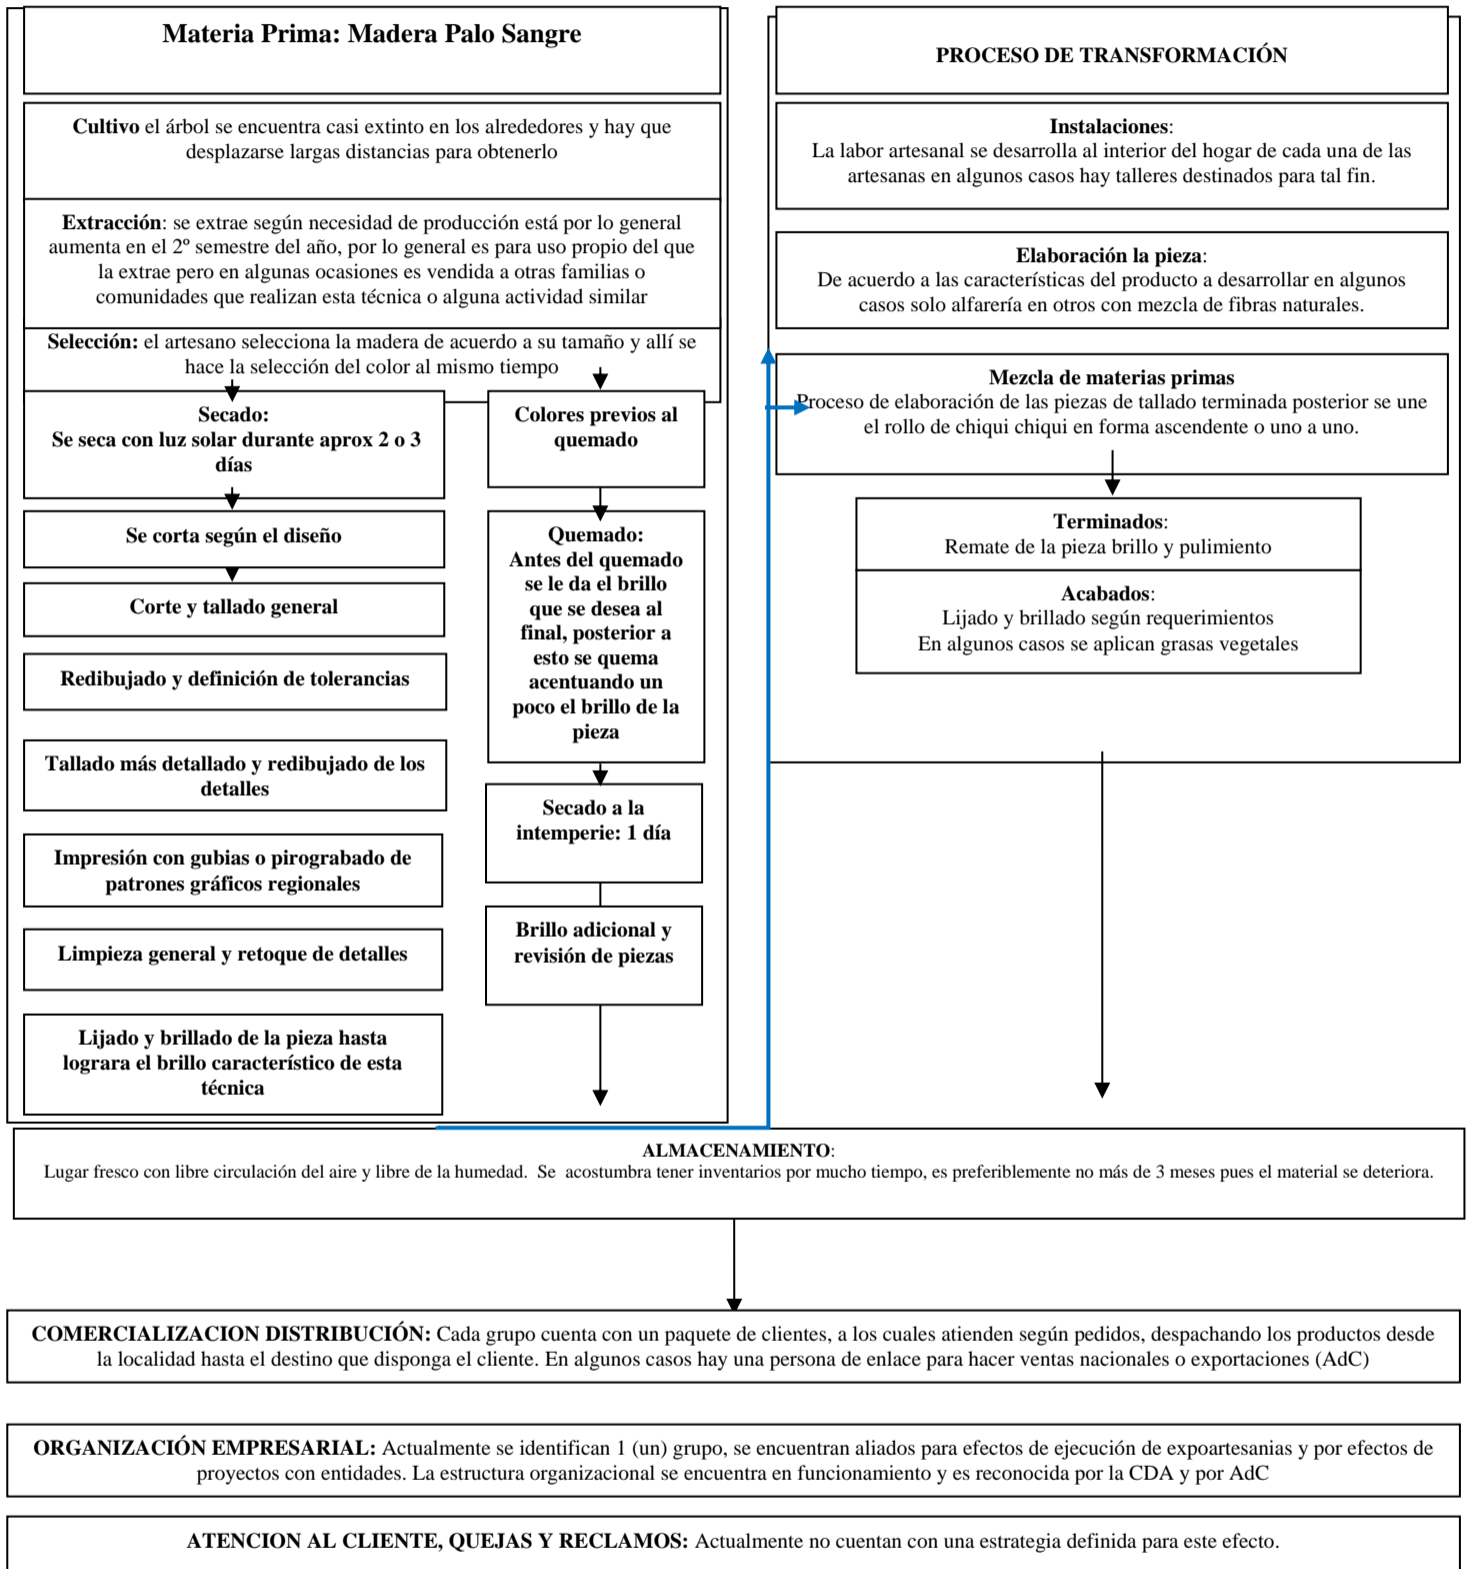 Materia Prima: Madera Palo Sangre
Cultivo el árbol se encuentra casi extinto en los alrededores y hay que
desplazarse largas distancias para obtenerlo
Extracción: se extrae según necesidad de producción está por lo general
aumenta en el 2º semestre del año, por lo general es para uso propio del que
la extrae pero en algunas ocasiones es vendida a otras familias o
comunidades que realizan esta técnica o alguna actividad similar
Selección: el artesano selecciona la madera de acuerdo a su tamaño y allí se
hace la selección del color al mismo tiempo
Secado:
Se seca con luz solar durante aprox 2 o 3
días
Se corta según el diseño
Corte y tallado general
Redibujado y definición de tolerancias
Tallado más detallado y redibujado de los
detalles
Impresión con gubias o pirograbado de
patrones gráficos regionales
Limpieza general y retoque de detalles
Lijado y brillado de la pieza hasta
lograra el brillo característico de esta
técnica
Colores previos al
quemado
Quemado:
Antes del quemado
se le da el brillo
que se desea al
final, posterior a
esto se quema
acentuando un
poco el brillo de la
pieza
Secado a la
intemperie: 1 día
Brillo adicional y
revisión de piezas
PROCESO DE TRANSFORMACIÓN
Instalaciones:
La labor artesanal se desarrolla al interior del hogar de cada una de las
artesanas en algunos casos hay talleres destinados para tal fin.
Elaboración la pieza:
De acuerdo a las características del producto a desarrollar en algunos
casos solo alfarería en otros con mezcla de fibras naturales.
Mezcla de materias primas
Proceso de elaboración de las piezas de tallado terminada posterior se une
el rollo de chiqui chiqui en forma ascendente o uno a uno.
Terminados:
Remate de la pieza brillo y pulimiento
Acabados:
Lijado y brillado según requerimientos
En algunos casos se aplican grasas vegetales
ALMACENAMIENTO:
Lugar fresco con libre circulación del aire y libre de la humedad. Se acostumbra tener inventarios por mucho tiempo, es preferiblemente no más de 3 meses pues el material se deteriora.
COMERCIALIZACION DISTRIBUCIÓN: Cada grupo cuenta con un paquete de clientes, a los cuales atienden según pedidos, despachando los productos desde
la localidad hasta el destino que disponga el cliente. En algunos casos hay una persona de enlace para hacer ventas nacionales o exportaciones (AdC)
ORGANIZACIÓN EMPRESARIAL: Actualmente se identifican 1 (un) grupo, se encuentran aliados para efectos de ejecución de expoartesanias y por efectos de
proyectos con entidades. La estructura organizacional se encuentra en funcionamiento y es reconocida por la CDA y por AdC
ATENCION AL CLIENTE, QUEJAS Y RECLAMOS: Actualmente no cuentan con una estrategia definida para este efecto.